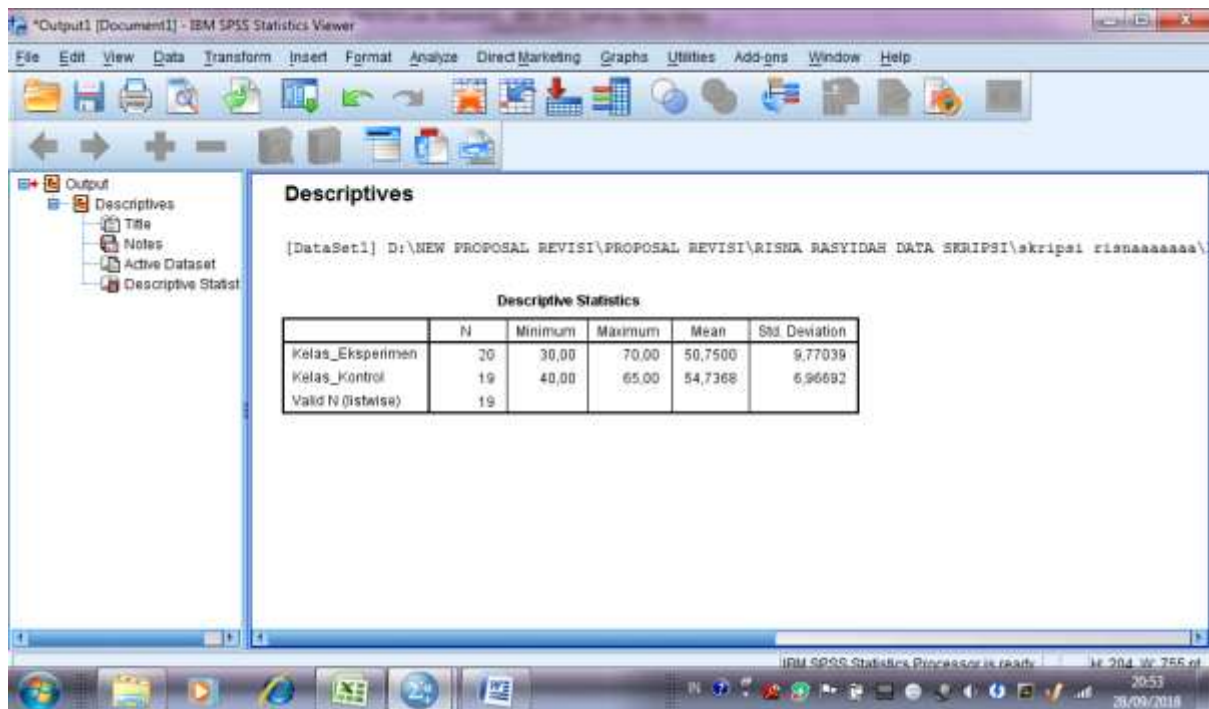 *Output1 [Document1] - IBM SPSS Statistics Viewer
File Edit View Data Transform Insert Format Analyze Direct Marketing Graphs Utilities Add-ons Window Help
Output
Descriptives
Title
Notes
Active Dataset
Descriptive Statist
Descriptives
[DataSet1] D:\NEW PROPOSAL REVISI\PROPOSAL REVISI\RISNA RASYIDAH DATA SKRIPSI\skripsi risnaaaaaaa\
Descriptive Statistics
N Minimum Maximum Mean Std. Deviation
Kelas_Eksperimen 20 30,00 70,00 50,7500 9,77039
Kelas_Kontrol 19 40,00 65,00 54,7368 6,96692
Valid N (listwise) 19
IBM SPSS Statistics Processor is ready H: 204, W: 755 pt
IN
20:53
28/09/2018